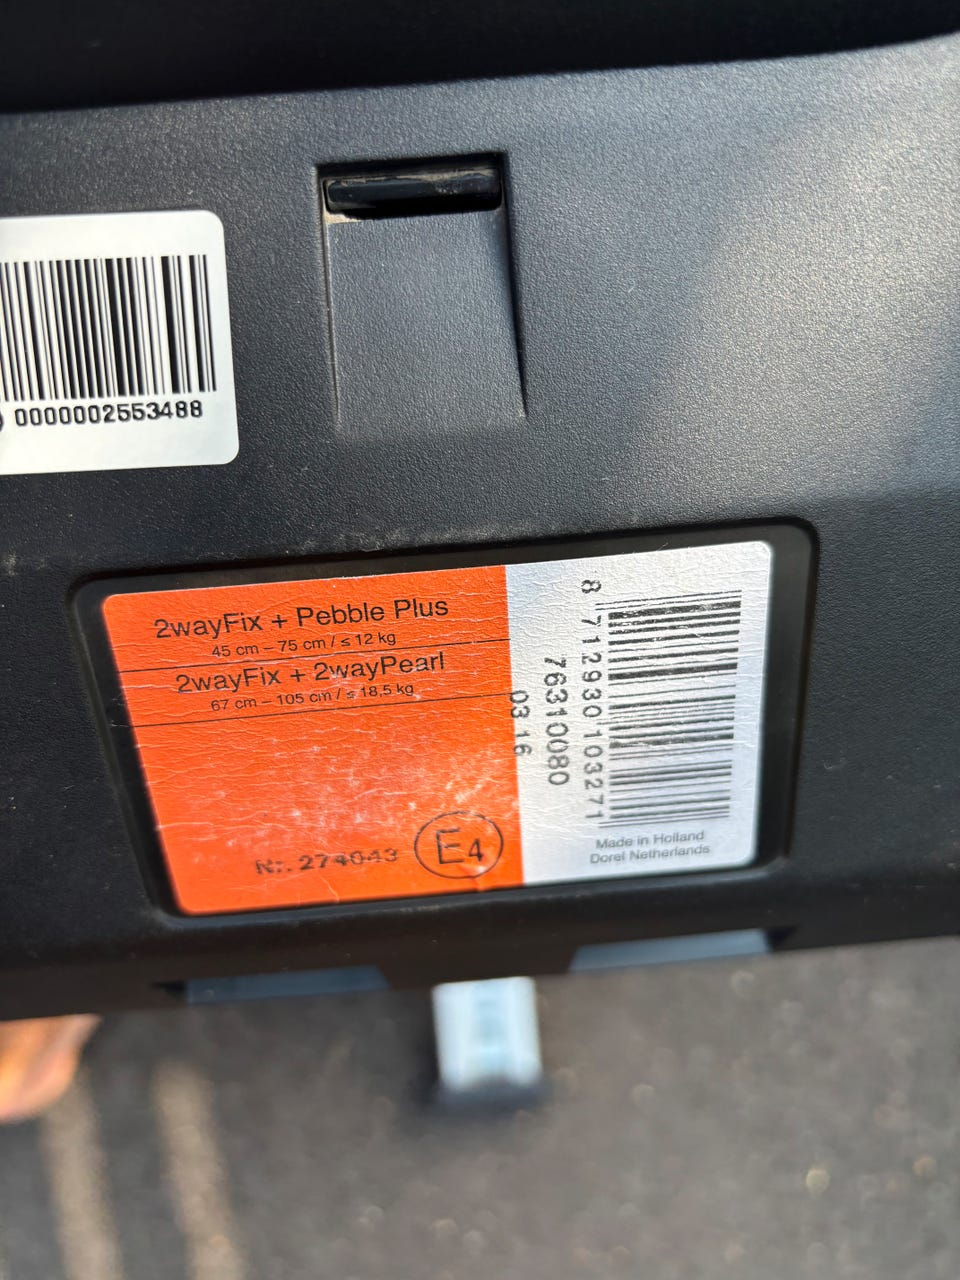 0000002553488
2wayFix + Pebble Plus
45 cm – 75 cm / ≤ 12 kg
2wayFix + 2wayPearl
67 cm – 105 cm / ≤ 18,5 kg
N:. 274043
E4
03 16
76310080
8 712930 103271
Made in Holland
Dorel Netherlands